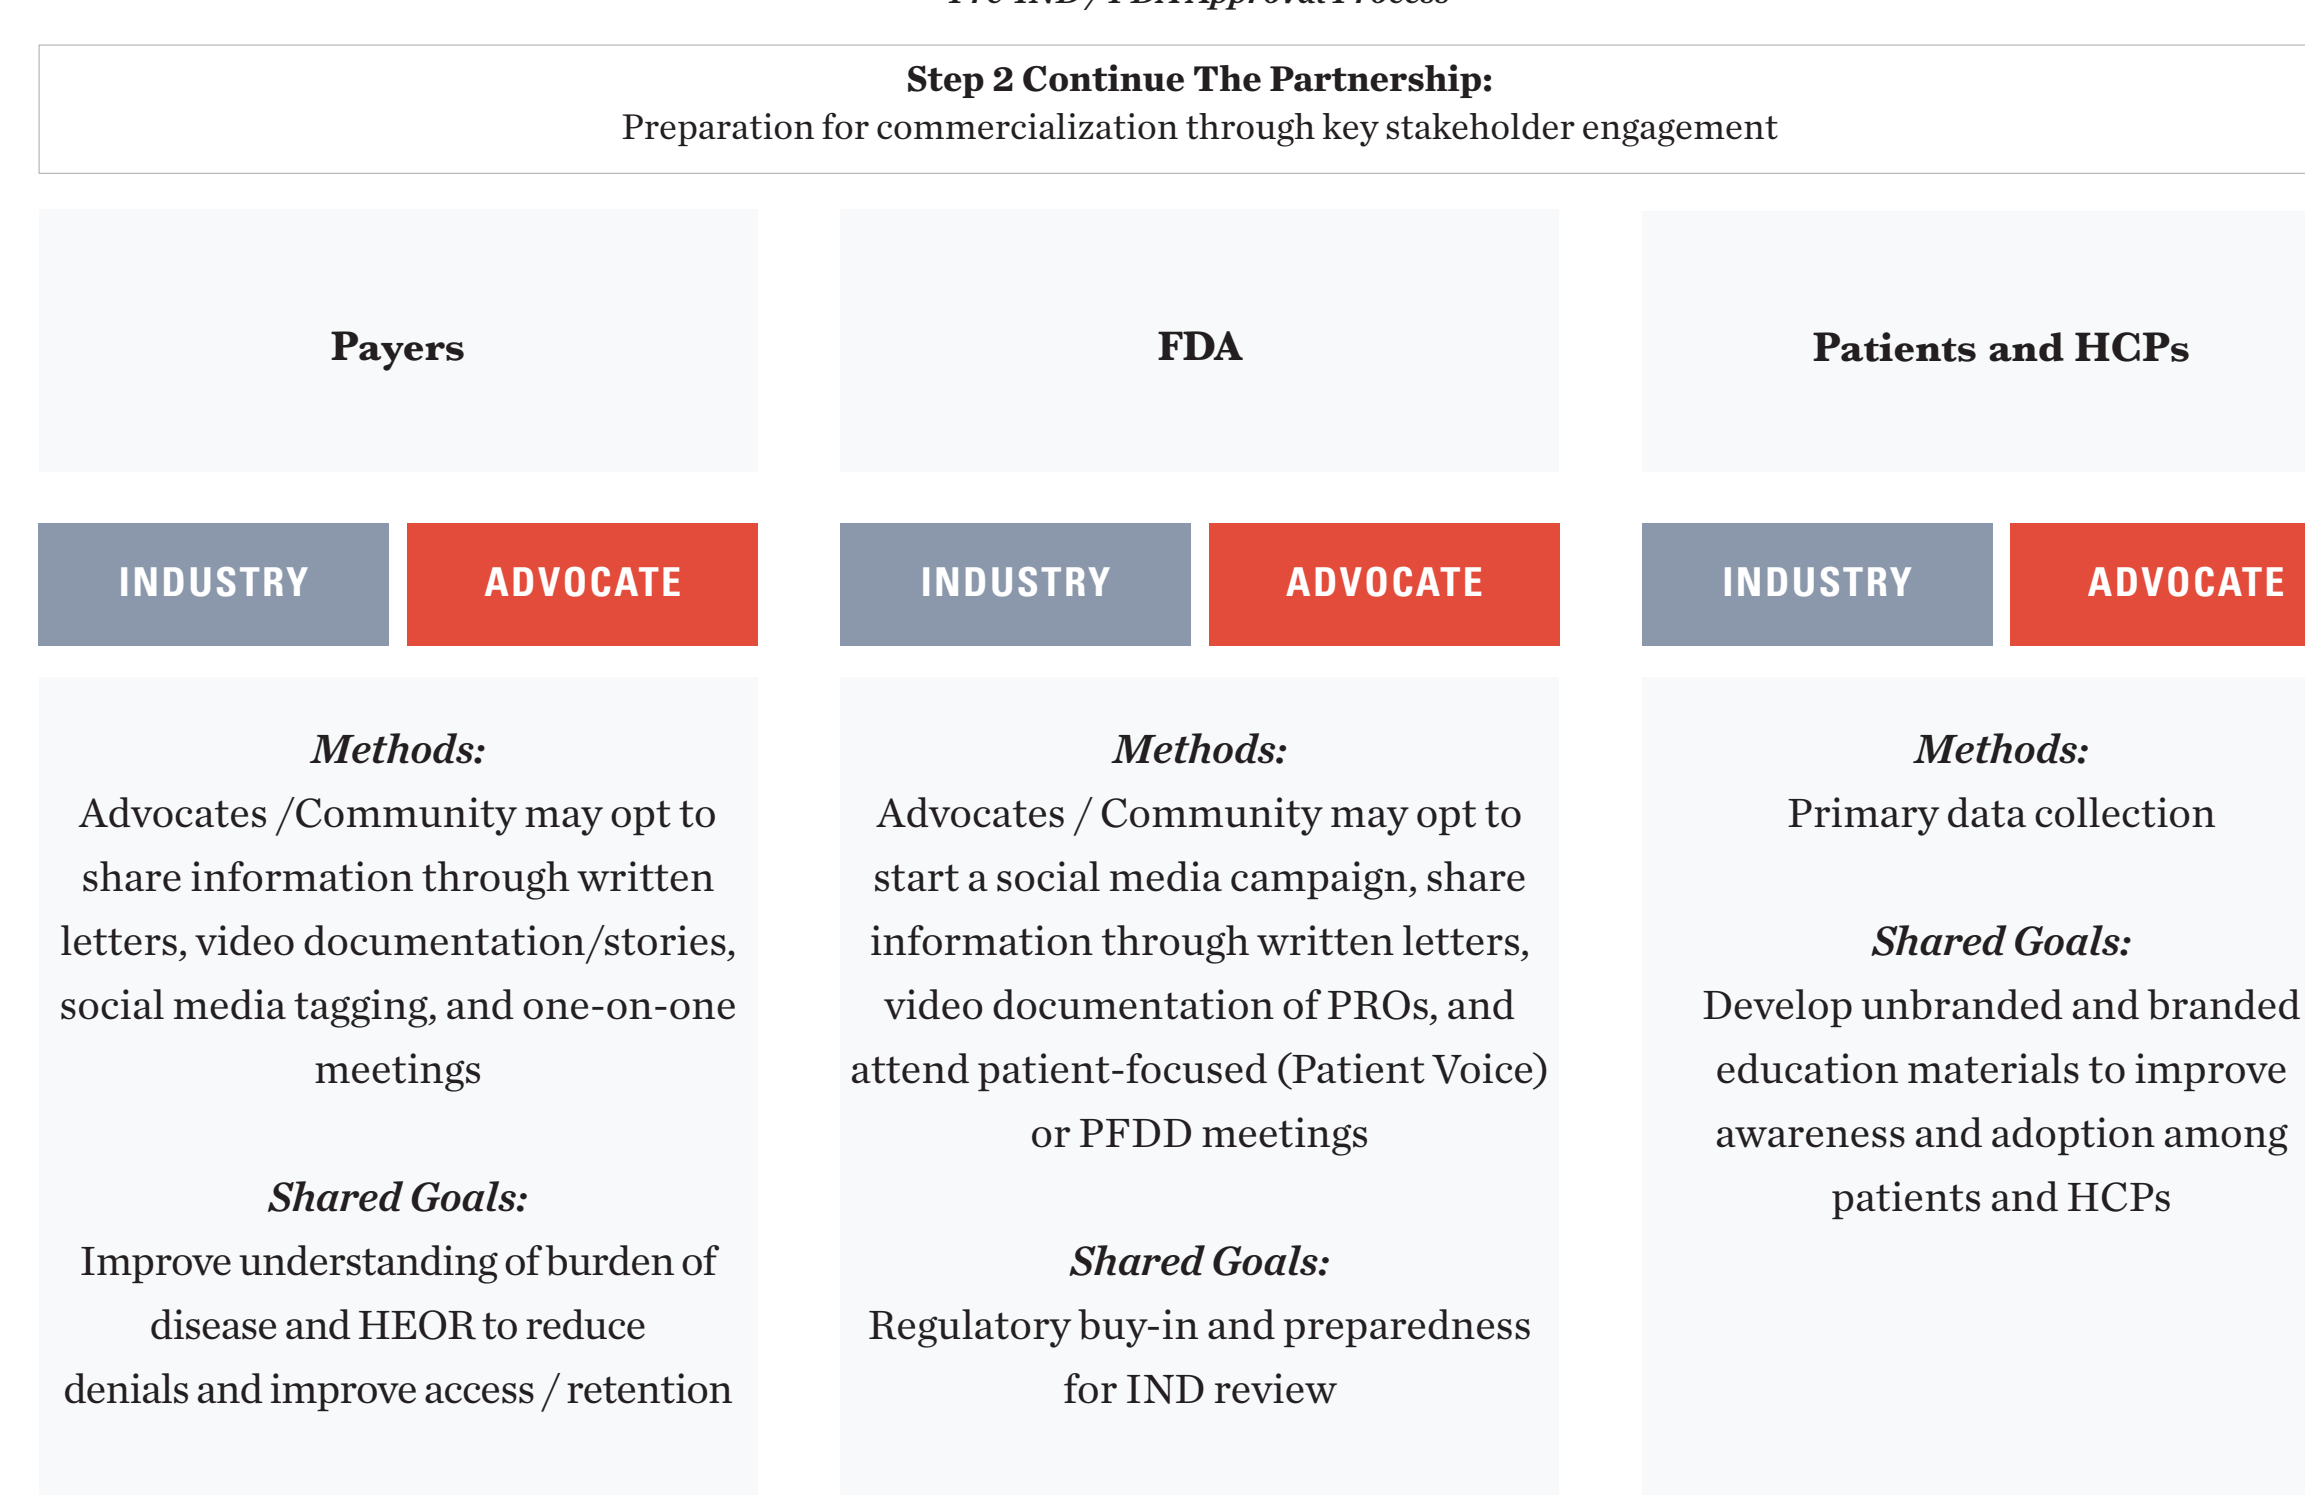 Pre-IND / FDA Approval Process
Step 2 Continue The Partnership:
Preparation for commercialization through key stakeholder engagement
Payers
FDA
Patients and HCPs
INDUSTRY
ADVOCATE
INDUSTRY
ADVOCATE
INDUSTRY
ADVOCATE
Methods:
Advocates /Community may opt to
share information through written
letters, video documentation/stories,
social media tagging, and one-on-one
meetings
Shared Goals:
Improve understanding of burden of
disease and HEOR to reduce
denials and improve access / retention
Methods:
Advocates / Community may opt to
start a social media campaign, share
information through written letters,
video documentation of PROs, and
attend patient-focused (Patient Voice)
or PFDD meetings
Shared Goals:
Regulatory buy-in and preparedness
for IND review
Methods:
Primary data collection
Shared Goals:
Develop unbranded and branded
education materials to improve
awareness and adoption among
patients and HCPs